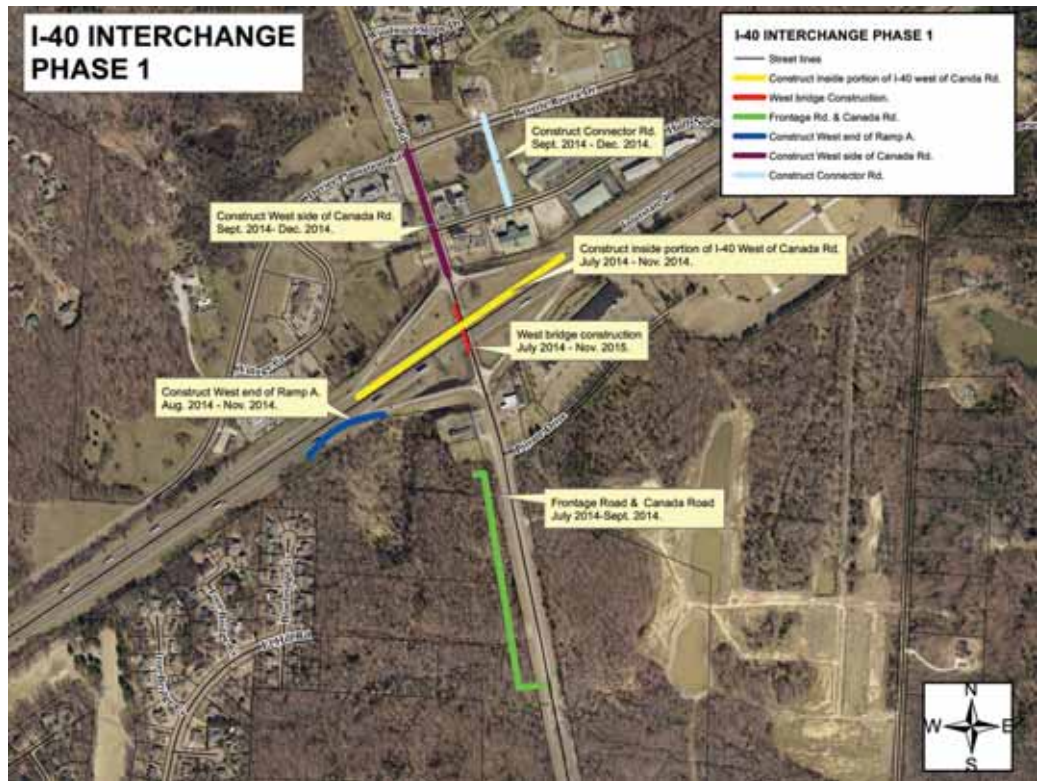 I-40 INTERCHANGE
PHASE 1
I-40 INTERCHANGE PHASE 1
Street lines
Construct inside portion of I-40 west of Canda Rd.
West bridge Construction.
Frontage Rd. & Canada Rd.
Construct West end of Ramp A.
Construct West side of Canada Rd.
Construct Connector Rd.
Construct Connector Rd.
Sept. 2014 - Dec. 2014.
Construct West side of Canada Rd.
Sept. 2014- Dec. 2014.
Construct inside portion of I-40 West of Canada Rd.
July 2014 - Nov. 2014.
West bridge construction
July 2014 - Nov. 2015.
Construct West end of Ramp A.
Aug. 2014 - Nov. 2014.
Private Drive
Frontage Road & Canada Road
July 2014-Sept. 2014.
N
W
E
S